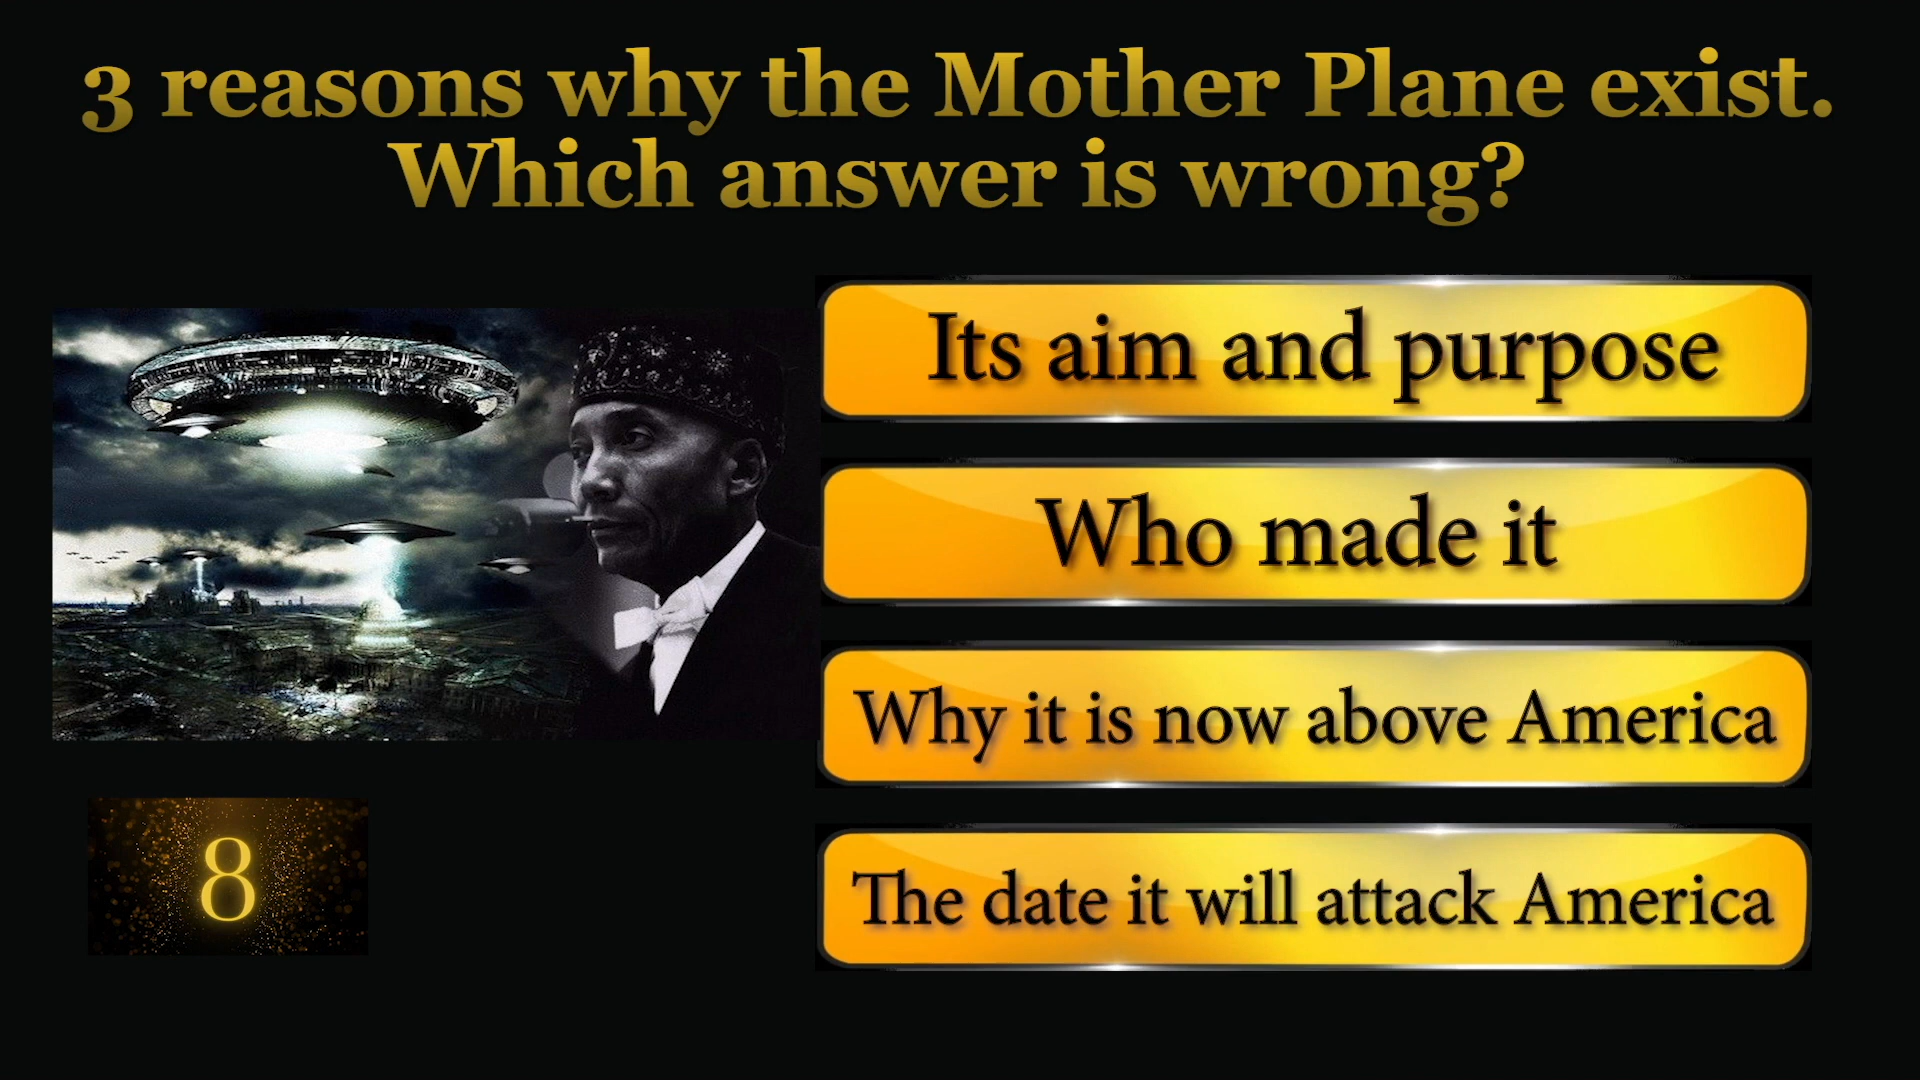 3 reasons why the Mother Plane exist.
Which answer is wrong?
Its aim and purpose
Who made it
Why it is now above America
The date it will attack America
8